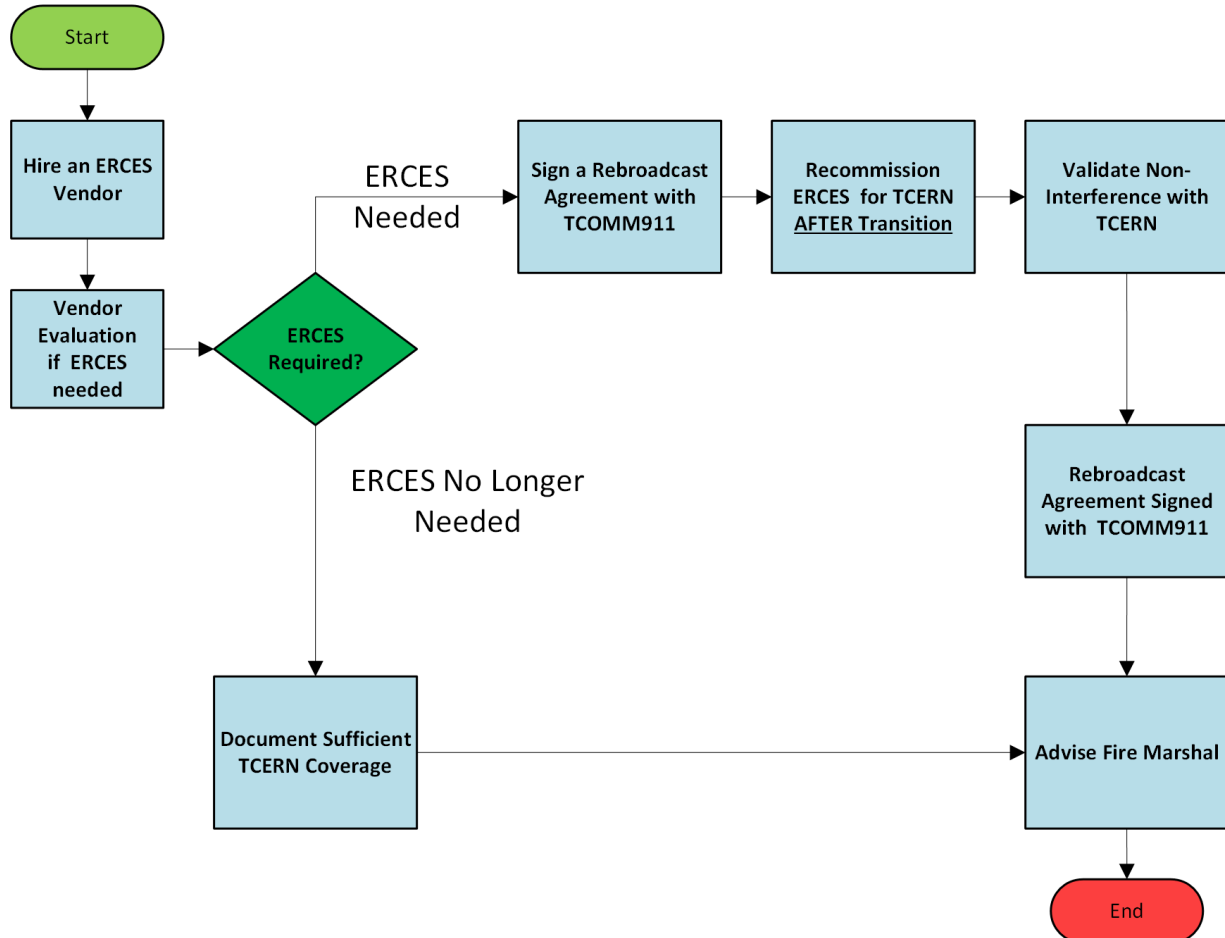 Start
Hire an ERCES
Vendor
Vendor
Evaluation
if ERCES
needed
ERCES
Required?
ERCES
Needed
Sign a Rebroadcast
Agreement with
TCOMM911
Recommission
ERCES for TCERN
AFTER Transition
Validate Non-
Interference with
TCERN
Rebroadcast
Agreement Signed
with TCOMM911
ERCES No Longer
Needed
Document Sufficient
TCERN Coverage
Advise Fire Marshal
End